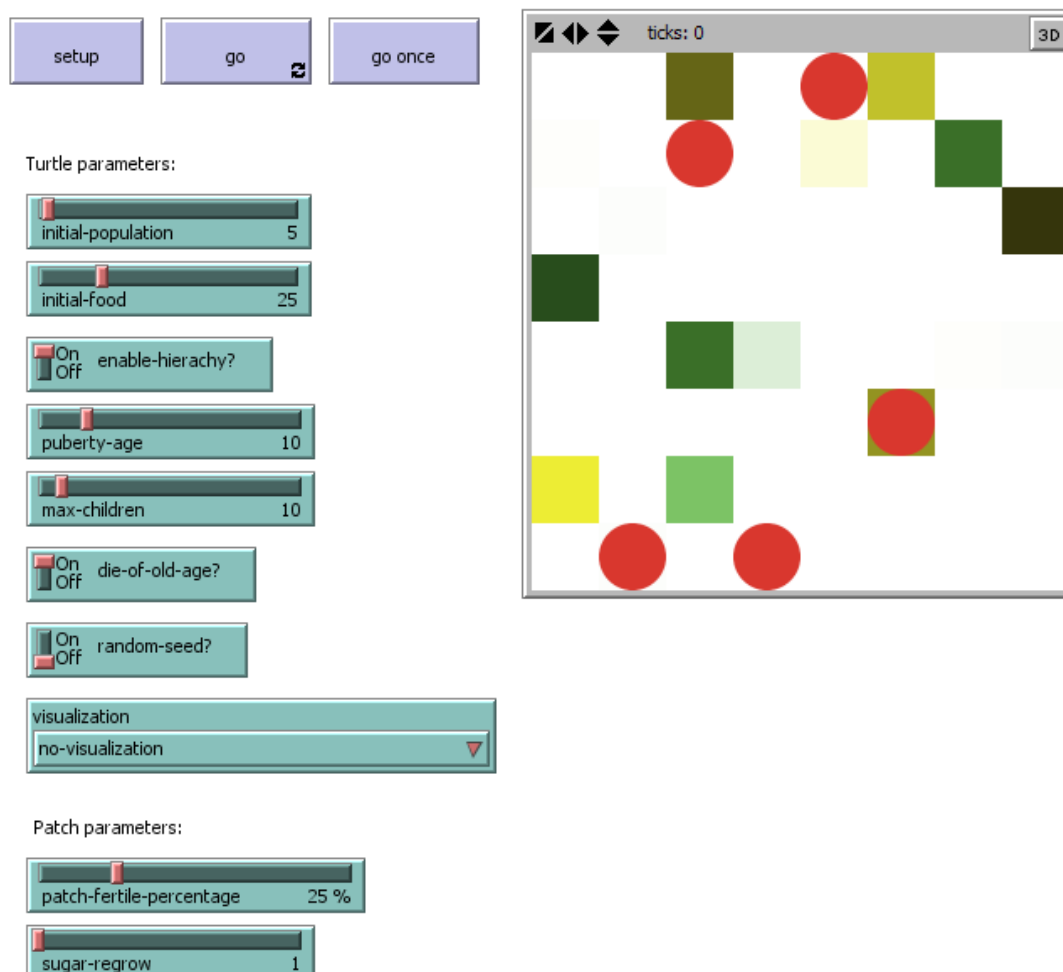 setup
go
go once
ticks: 0
3D
Turtle parameters:
initial-population 5
initial-food 25
On
Off
enable-hierachy?
puberty-age 10
max-children 10
On
Off
die-of-old-age?
On
Off
random-seed?
visualization
no-visualization
Patch parameters:
patch-fertile-percentage 25 %
sugar-regrow 1